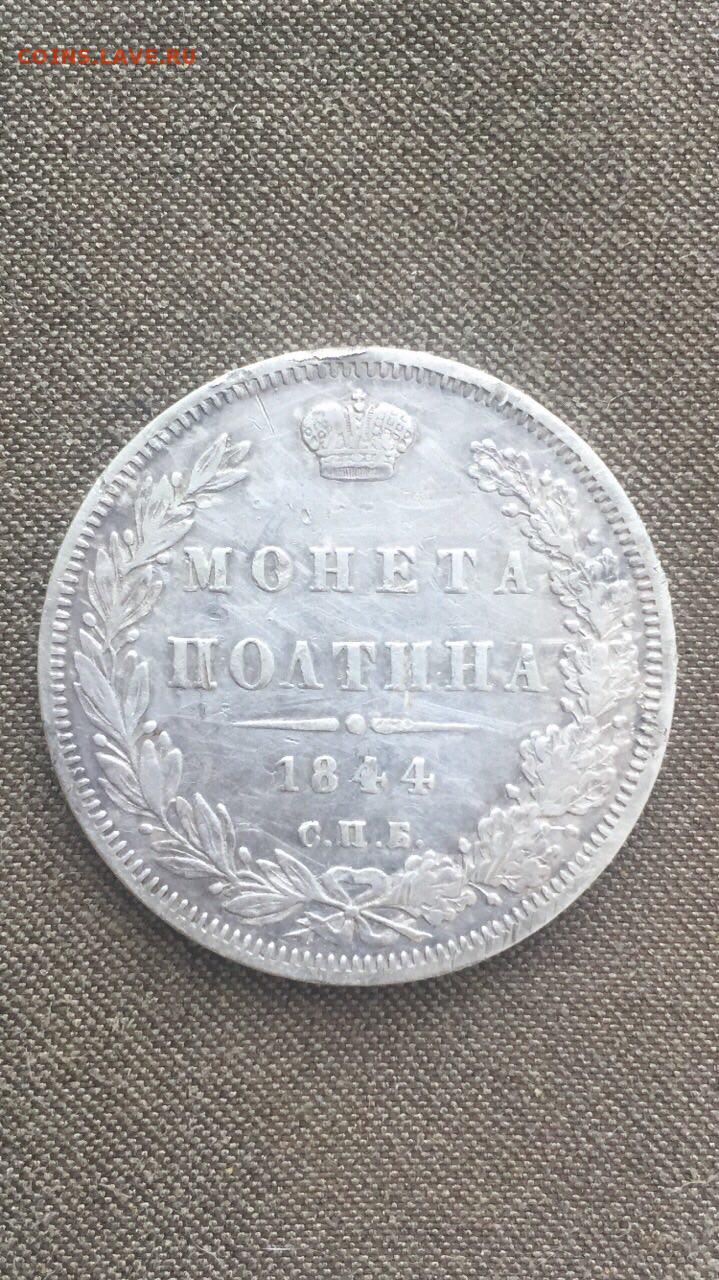 COINS.LAVE.RU
МОНЕТА
ПОЛТИНА
1844
С.П.Б.